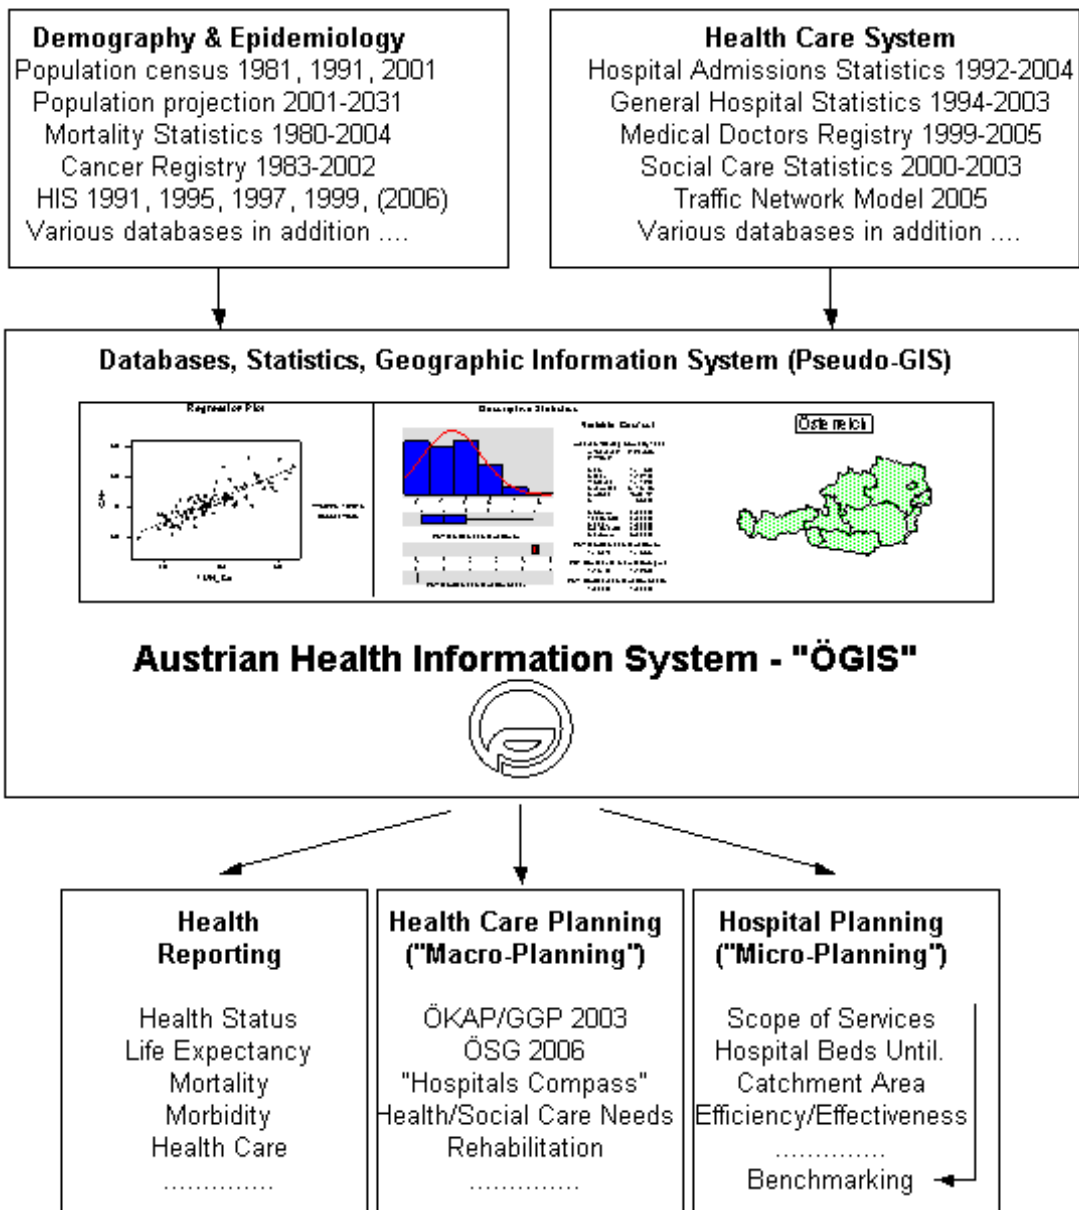 Demography & Epidemiology
Population census 1981, 1991, 2001
Population projection 2001-2031
Mortality Statistics 1980-2004
Cancer Registry 1983-2002
HIS 1991, 1995, 1997, 1999, (2006)
Various databases in addition ....
Health Care System
Hospital Admissions Statistics 1992-2004
General Hospital Statistics 1994-2003
Medical Doctors Registry 1999-2005
Social Care Statistics 2000-2003
Traffic Network Model 2005
Various databases in addition ....
Databases, Statistics, Geographic Information System (Pseudo-GIS)
Regression Plot
Descriptive Statistics
Österreich
Austrian Health Information System - "ÖGIS"
Health
Reporting
Health Status
Life Expectancy
Mortality
Morbidity
Health Care
..............
Health Care Planning
("Macro-Planning")
ÖKAP/GGP 2003
ÖSG 2006
"Hospitals Compass"
Health/Social Care Needs
Rehabilitation
..............
Hospital Planning
("Micro-Planning")
Scope of Services
Hospital Beds Until.
Catchment Area
Efficiency/Effectiveness
..............
Benchmarking